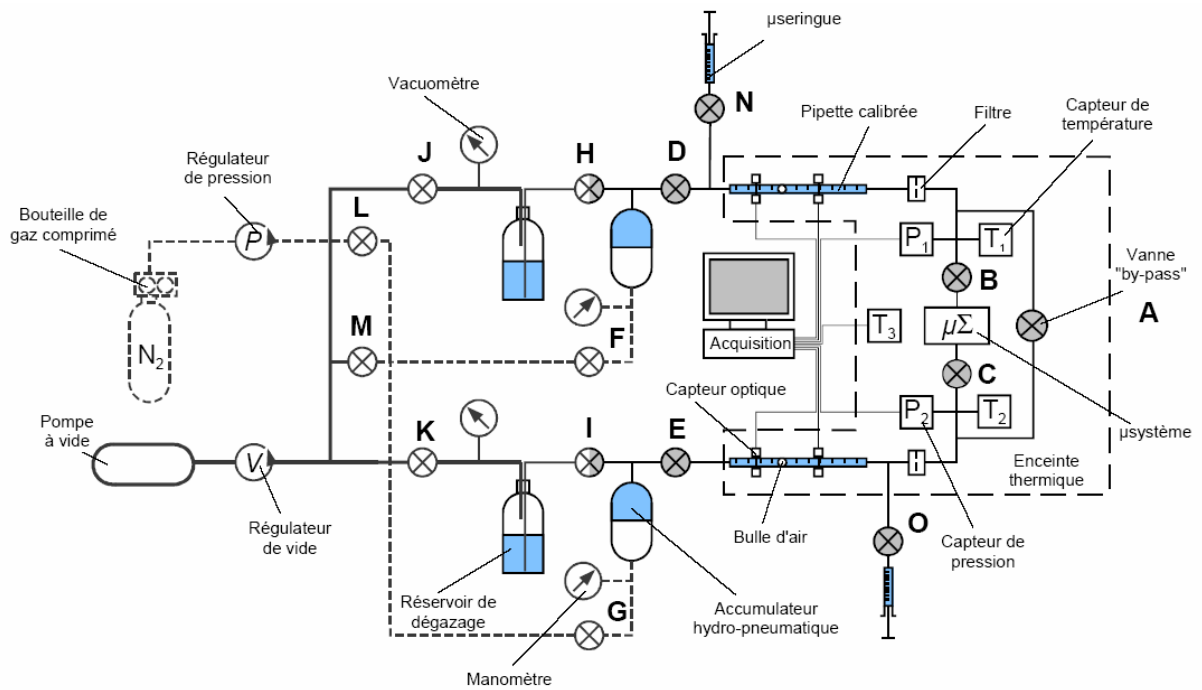 µseringue
Vacuomètre
N
Pipette calibrée
Filtre
Capteur de
température
J
H
D
Régulateur
de pression
L
Bouteille de
gaz comprimé
P
P1
T1
Vanne
"by-pass"
B
A
M
F
N2
Acquisition
T3
µΣ
C
Capteur optique
Pompe
à vide
K
I
E
P2
T2
µsystème
V
Enceinte
thermique
Régulateur
de vide
Bulle d'air
O
Capteur de
pression
Réservoir de
dégazage
G
Accumulateur
hydro-pneumatique
Manomètre